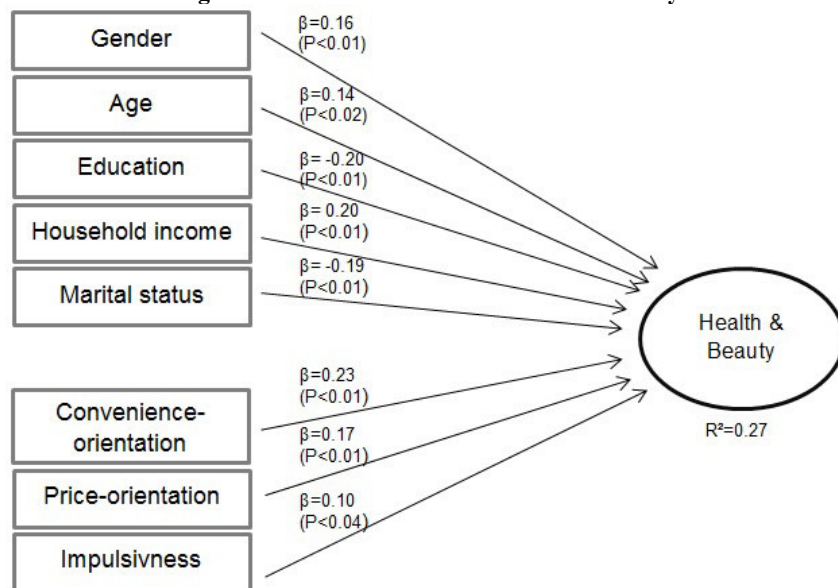 Gender
β=0.16
(P<0.01)
Age
β=0.14
(P<0.02)
Education
β= -0.20
(P<0.01)
Household income
β= 0.20
(P<0.01)
Marital status
β= -0.19
(P<0.01)
Health &
Beauty
R²=0.27
Convenience-
orientation
β=0.23
(P<0.01)
Price-orientation
β=0.17
(P<0.01)
Impulsivness
β=0.10
(P<0.04)